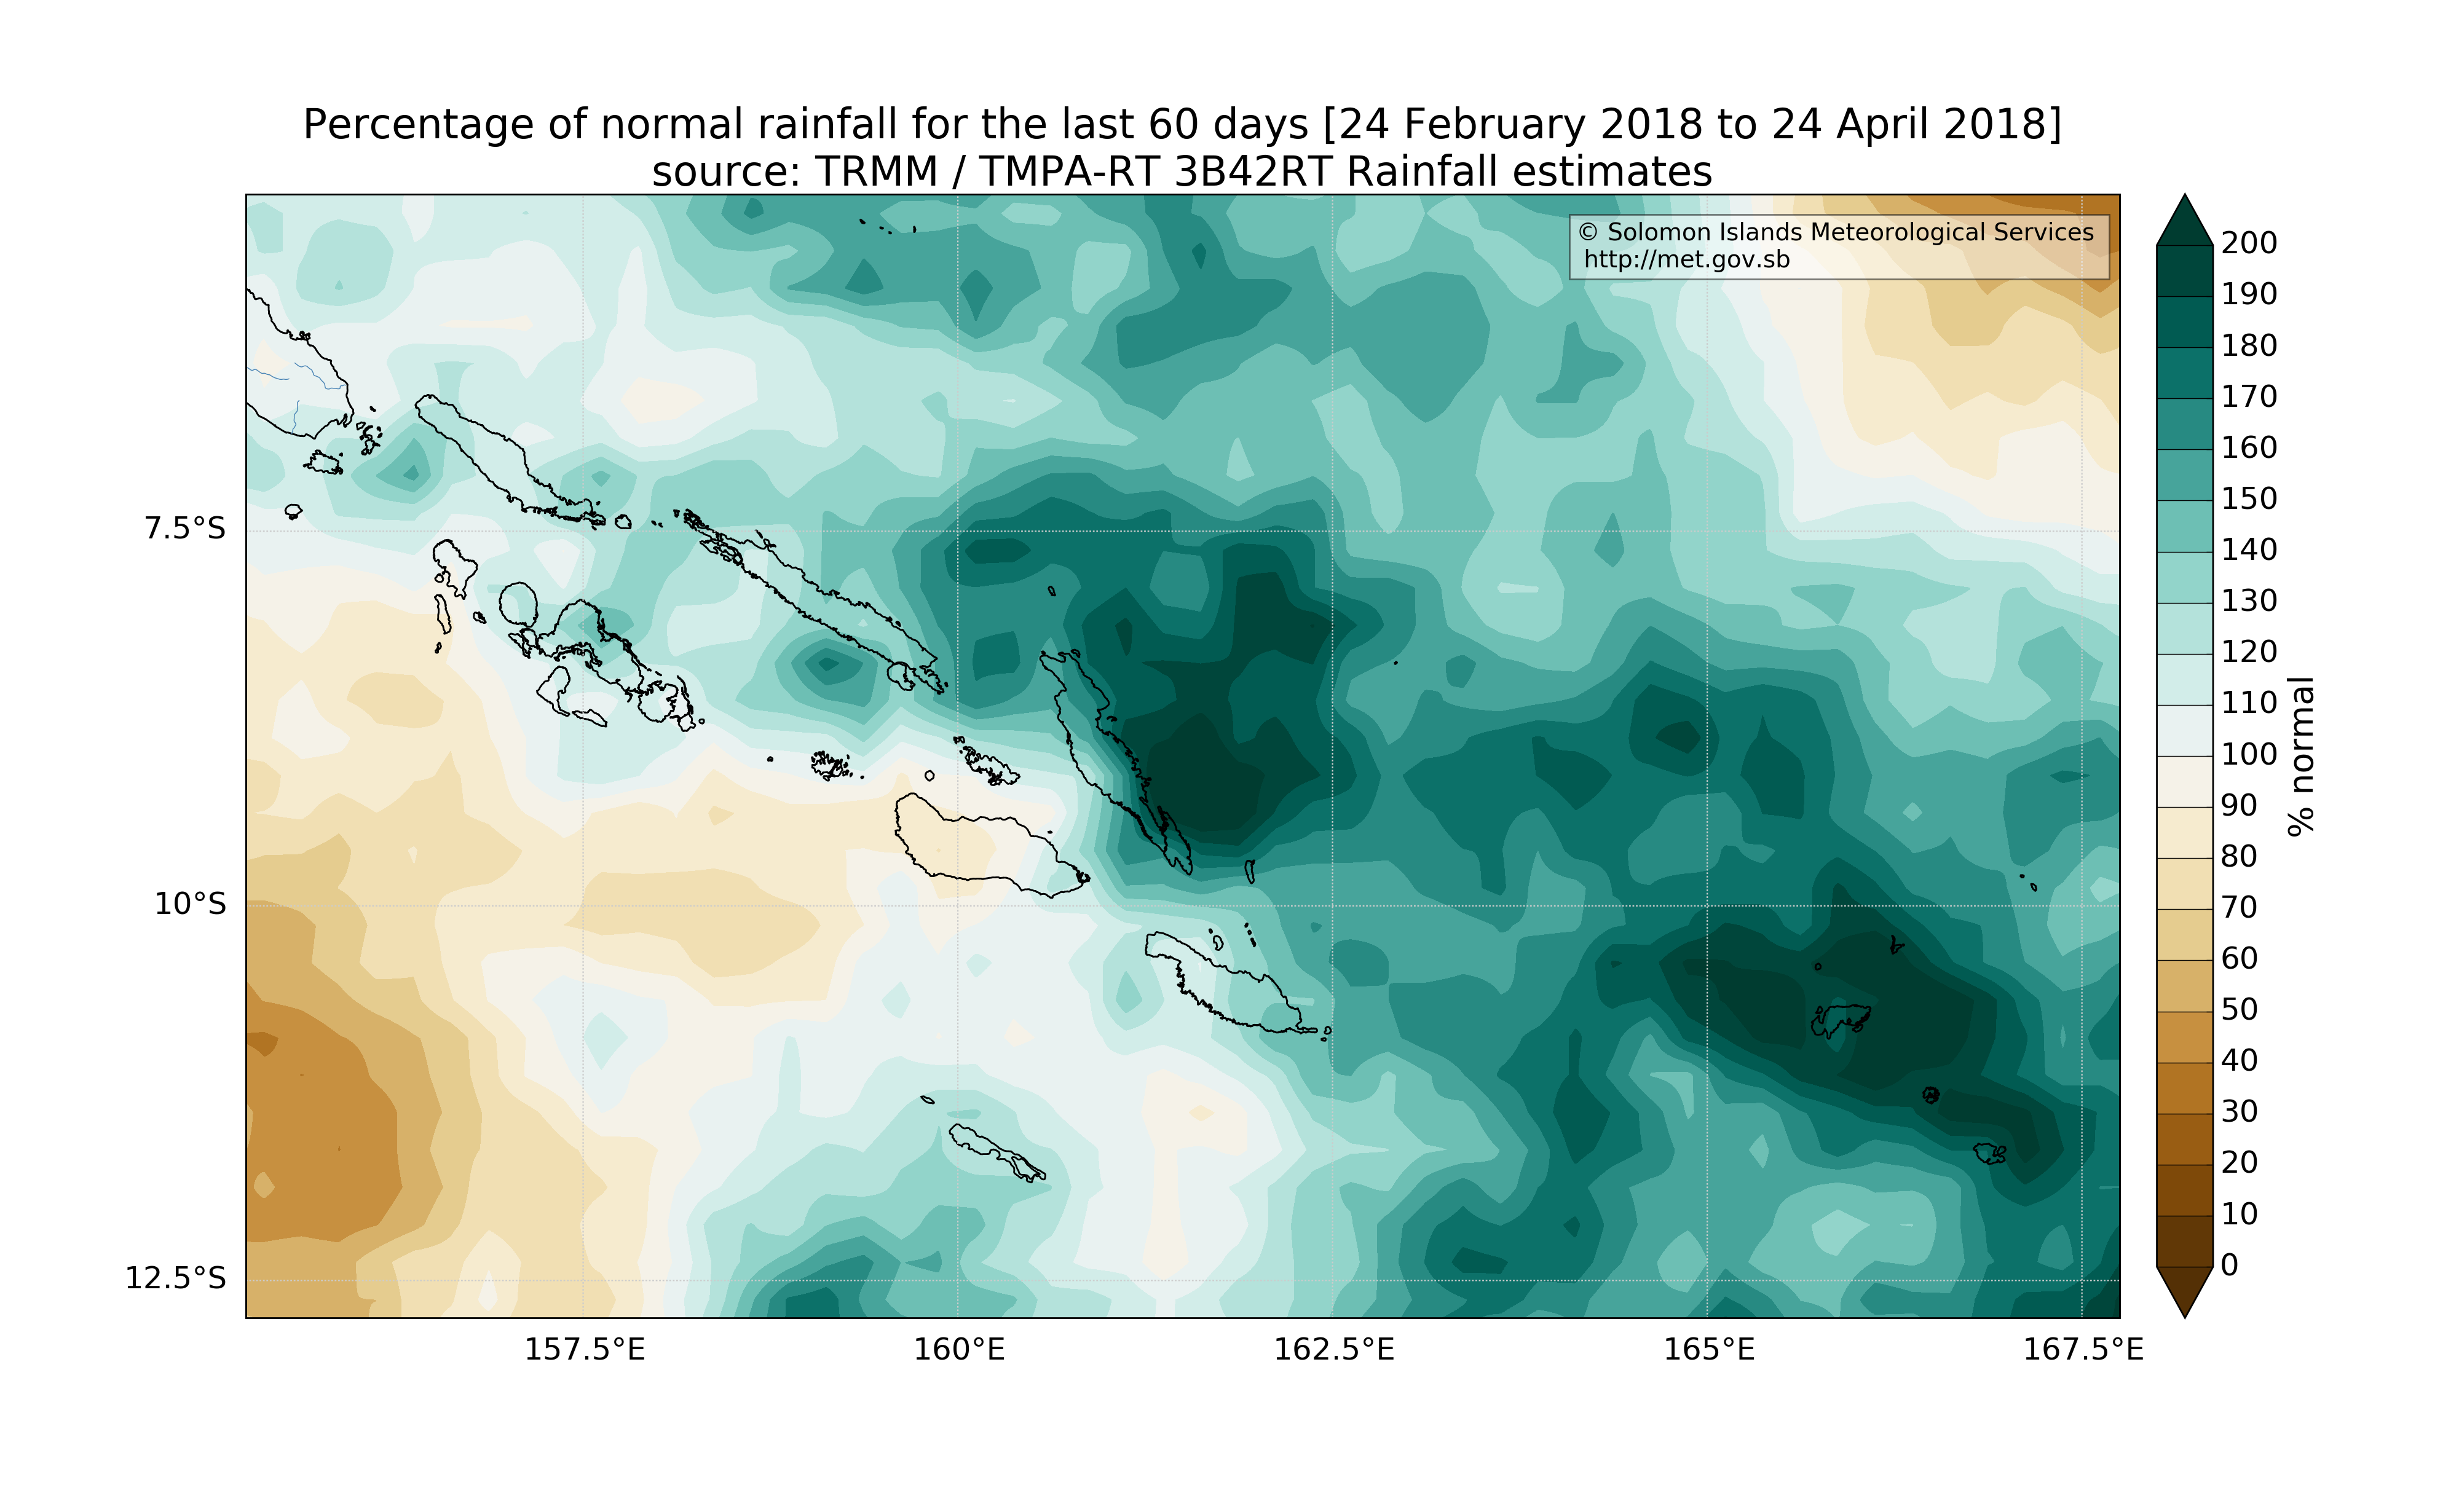 Percentage of normal rainfall for the last 60 days [24 February 2018 to 24 April 2018]
source: TRMM / TMPA-RT 3B42RT Rainfall estimates
© Solomon Islands Meteorological Services
http://met.gov.sb
7.5°S
10°S
12.5°S
157.5°E
160°E
162.5°E
165°E
167.5°E
200
190
180
170
160
150
140
130
120
110
100
90
80
70
60
50
40
30
20
10
0
% normal